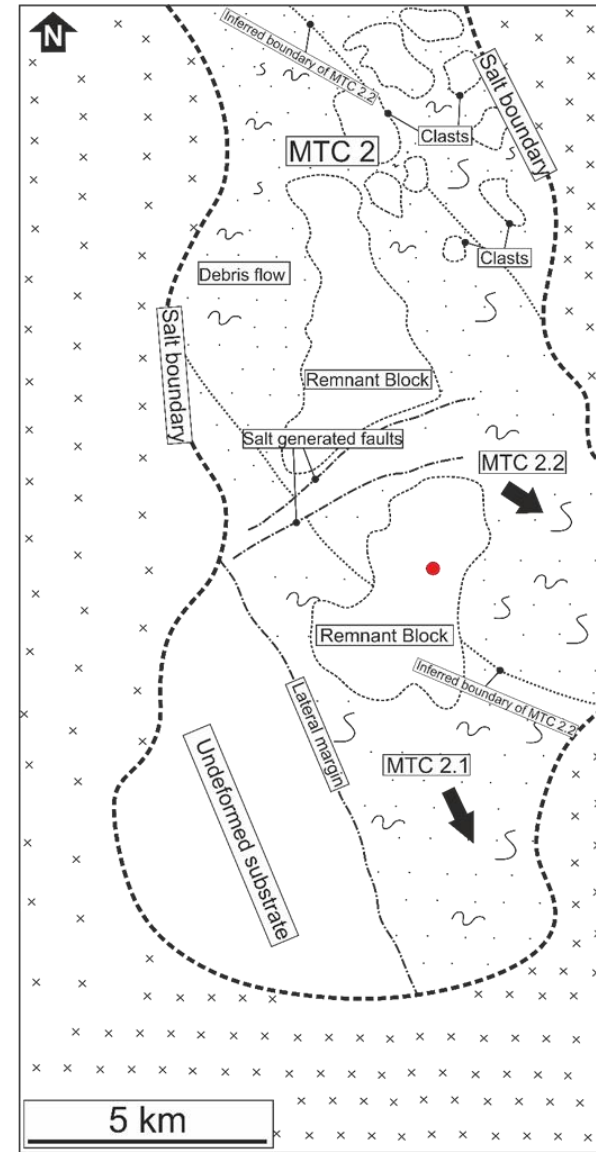 N
Inferred boundary of MTC 2.2
Salt boundary
Clasts
MTC 2
Clasts
Debris flow
Salt boundary
Remnant Block
Salt generated faults
MTC 2.2
Remnant Block
Inferred boundary of MTC 2.2
Lateral margin
MTC 2.1
Undeformed substrate
5 km